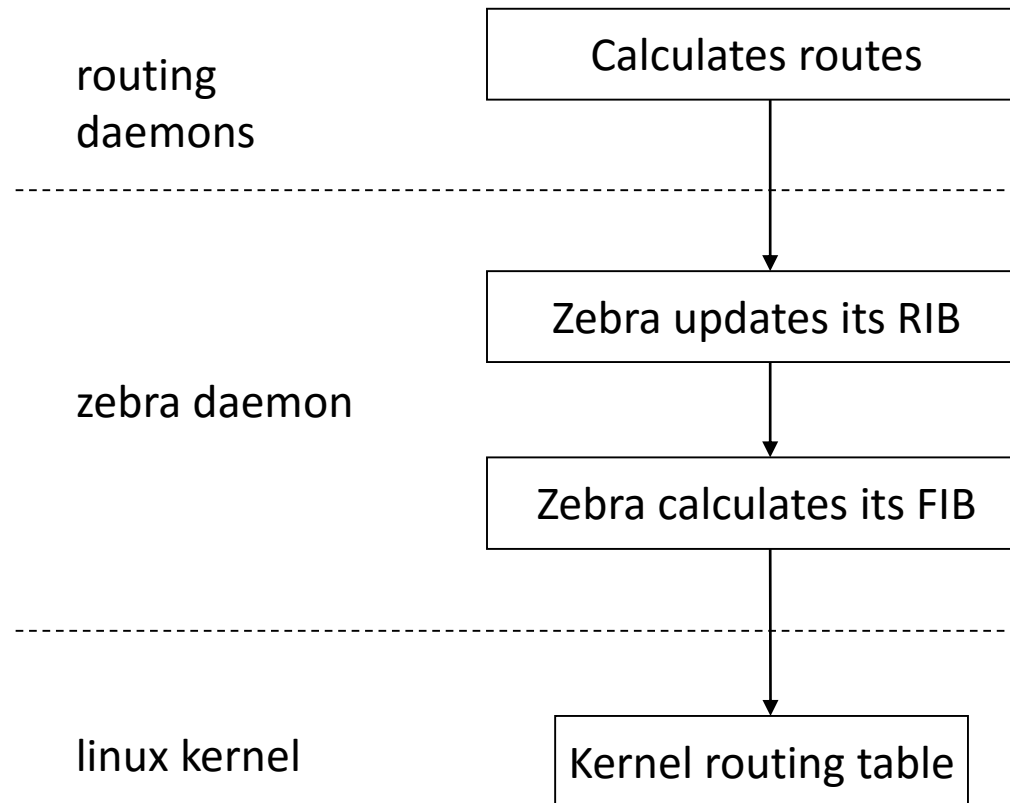 Calculates routes
routing
daemons
Zebra updates its RIB
zebra daemon
Zebra calculates its FIB
linux kernel
Kernel routing table